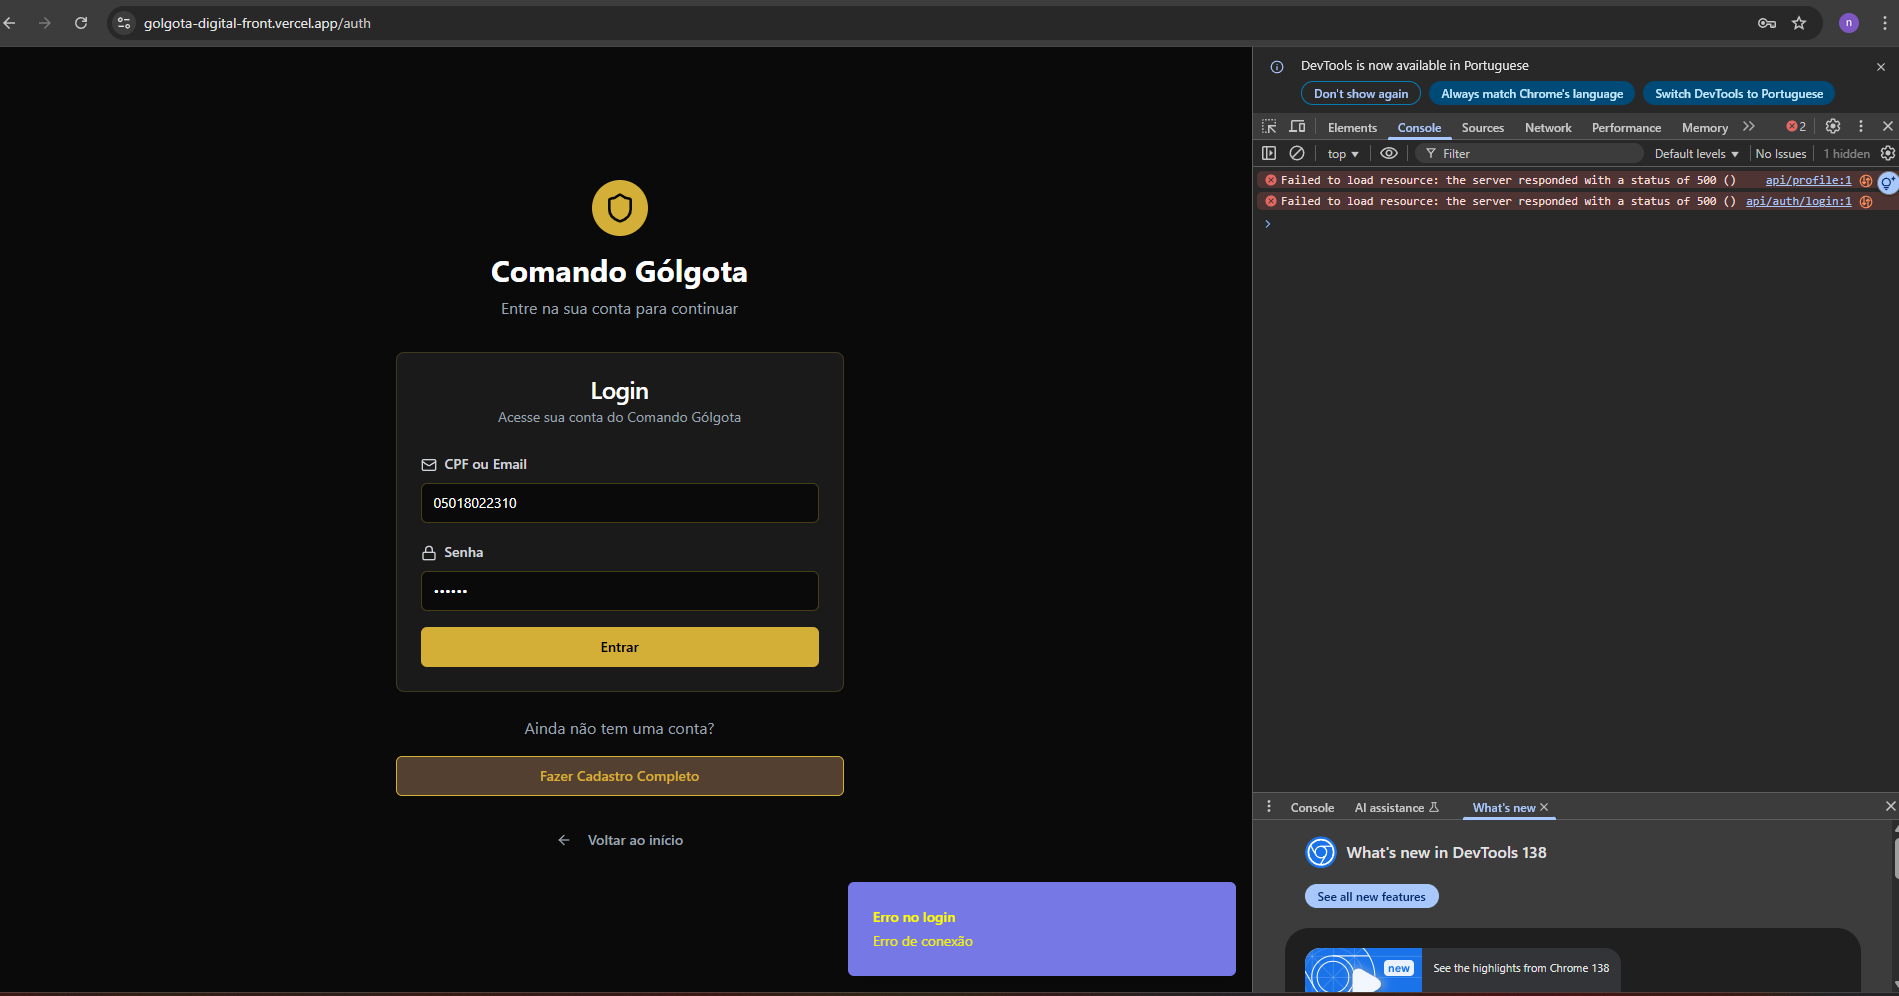 golgota-digital-front.vercel.app/auth
n
Comando Gólgota
Entre na sua conta para continuar
Login
Acesse sua conta do Comando Gólgota
CPF ou Email
05018022310
Senha
••••••
Entrar
Ainda não tem uma conta?
Fazer Cadastro Completo
Voltar ao início
Erro no login
Erro de conexão
DevTools is now available in Portuguese
Don't show again Always match Chrome's language Switch DevTools to Portuguese
Elements Console Sources Network Performance Memory 2
top Filter Default levels No Issues 1 hidden
Failed to load resource: the server responded with a status of 500 () api/profile:1
Failed to load resource: the server responded with a status of 500 () api/auth/login:1
Console AI assistance What's new
What's new in DevTools 138
See all new features
new See the highlights from Chrome 138